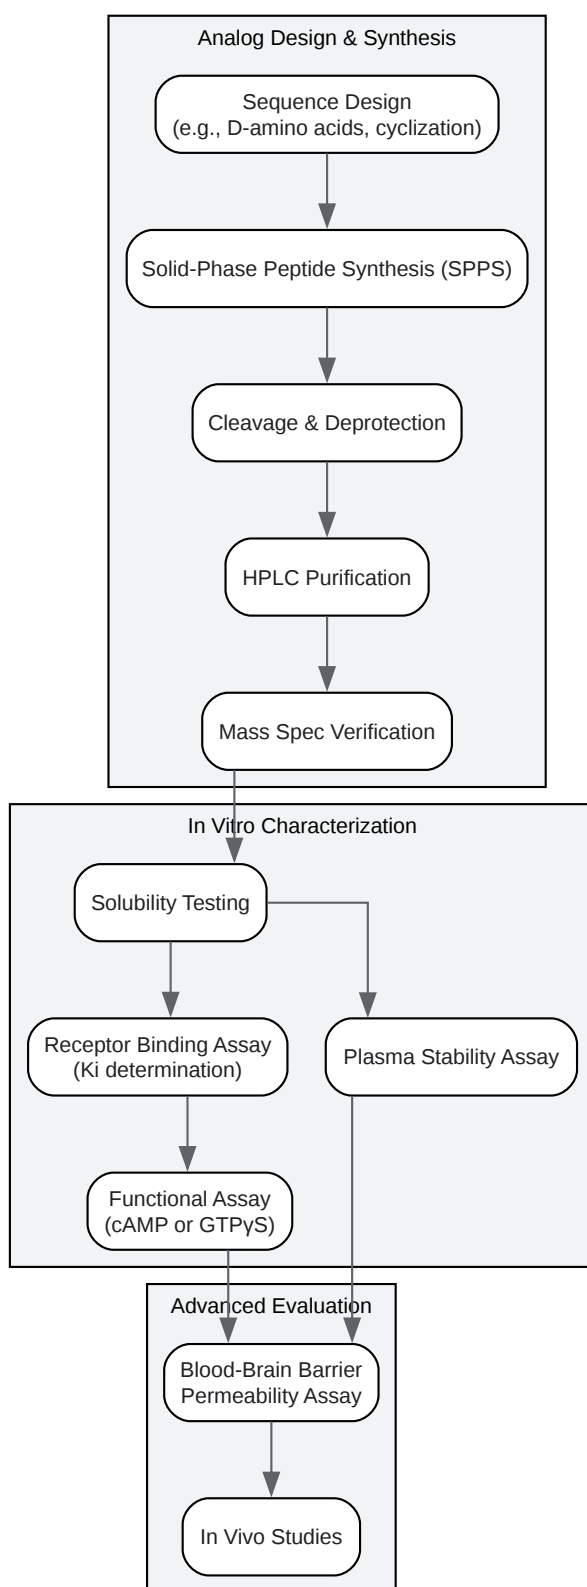 Analog Design & Synthesis
Sequence Design
(e.g., D-amino acids, cyclization)
Solid-Phase Peptide Synthesis (SPPS)
Cleavage & Deprotection
HPLC Purification
Mass Spec Verification
In Vitro Characterization
Solubility Testing
Receptor Binding Assay
(Ki determination)
Plasma Stability Assay
Functional Assay
(cAMP or GTPγS)
Advanced Evaluation
Blood-Brain Barrier
Permeability Assay
In Vivo Studies